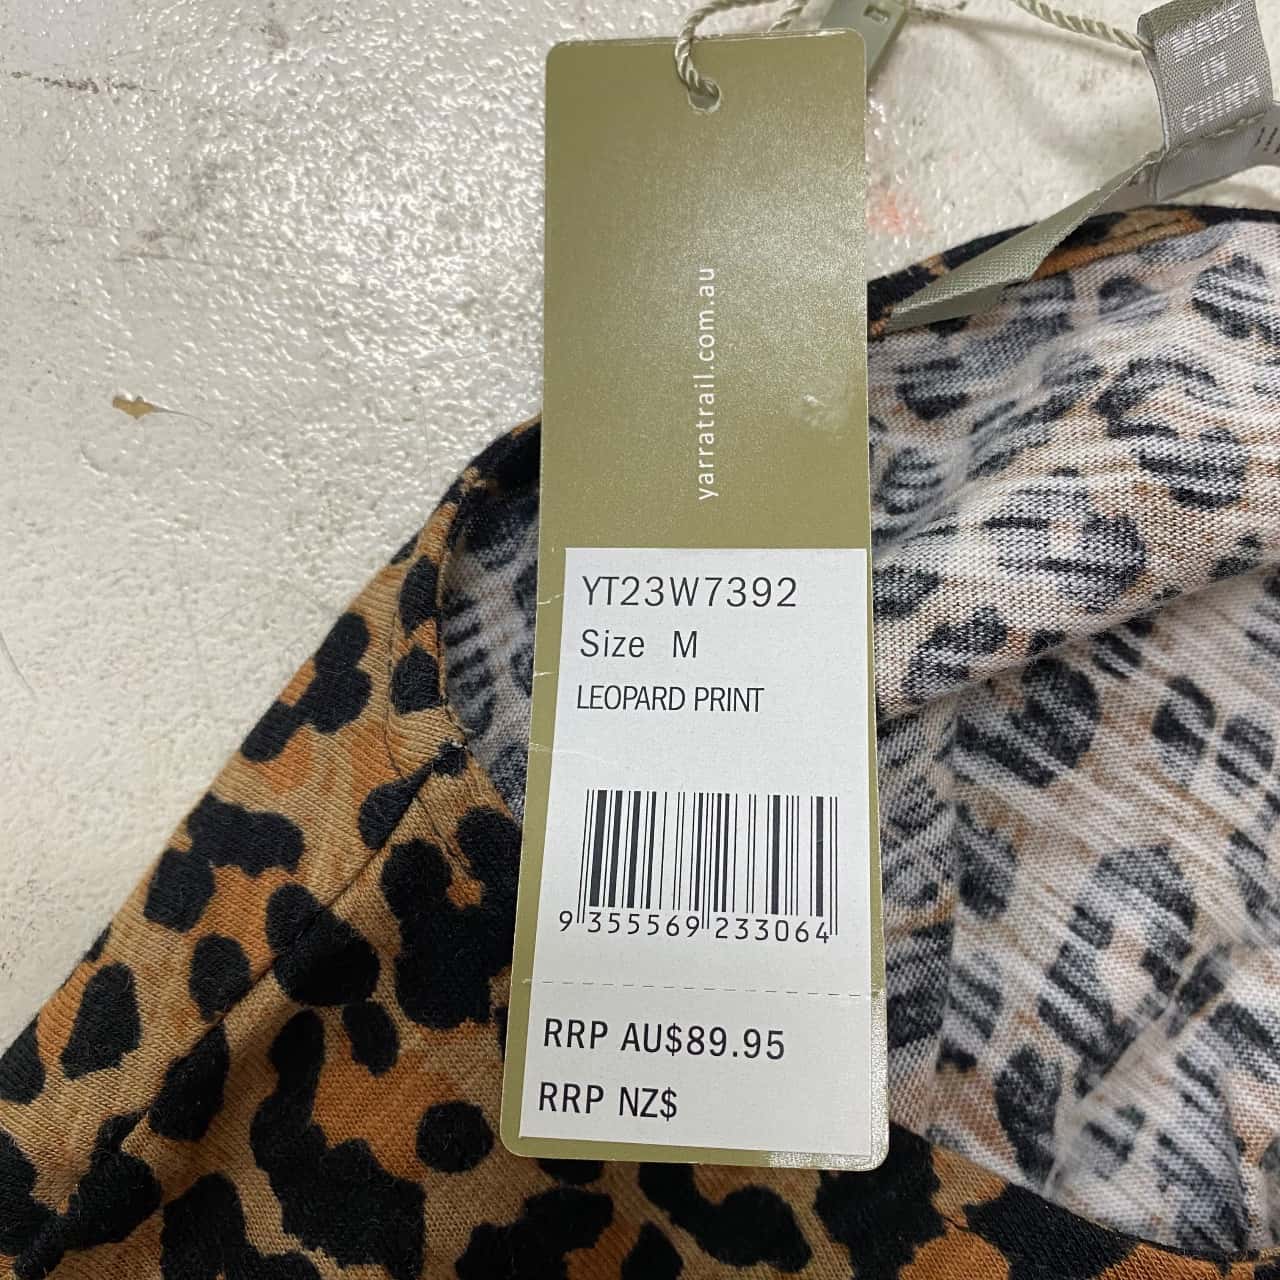 yarratrail.com.au
YT23W7392
Size M
LEOPARD PRINT
9 355569 233064
RRP AU$89.95
RRP NZ$